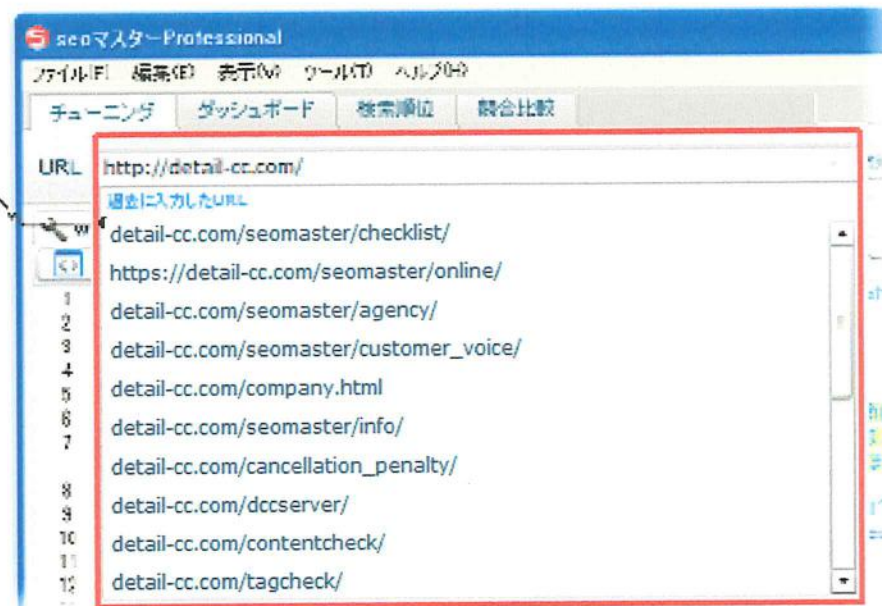 seoマスターProfessional
ファイル(F) 編集(E) 表示(V) ツール(T) ヘルプ(H)
チューニング ダッシュボード 検索順位 競合比較
URL http://detail-cc.com/
過去に入力したURL
detail-cc.com/seomaster/checklist/
https://detail-cc.com/seomaster/online/
detail-cc.com/seomaster/agency/
detail-cc.com/seomaster/customer_voice/
detail-cc.com/company.html
detail-cc.com/seomaster/info/
detail-cc.com/cancellation_penalty/
detail-cc.com/dccserver/
detail-cc.com/contentcheck/
detail-cc.com/tagcheck/
1
2
3
4
5
6
7
8
9
10
11
12